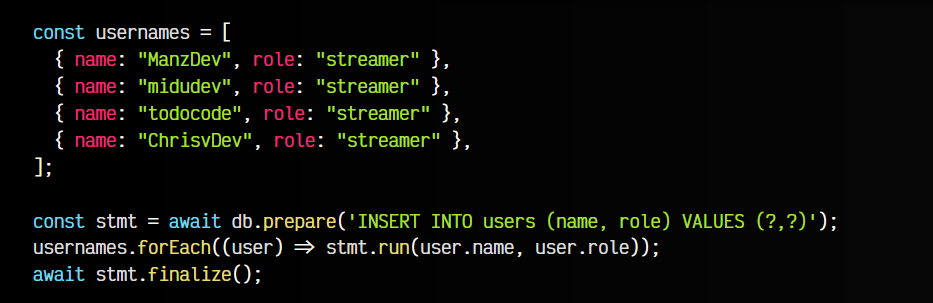 const usernames = [
  { name: "ManzDev", role: "streamer" },
  { name: "midudev", role: "streamer" },
  { name: "todocode", role: "streamer" },
  { name: "ChrisvDev", role: "streamer" },
];

const stmt = await db.prepare('INSERT INTO users (name, role) VALUES (?,?)');
usernames.forEach((user) => stmt.run(user.name, user.role));
await stmt.finalize();